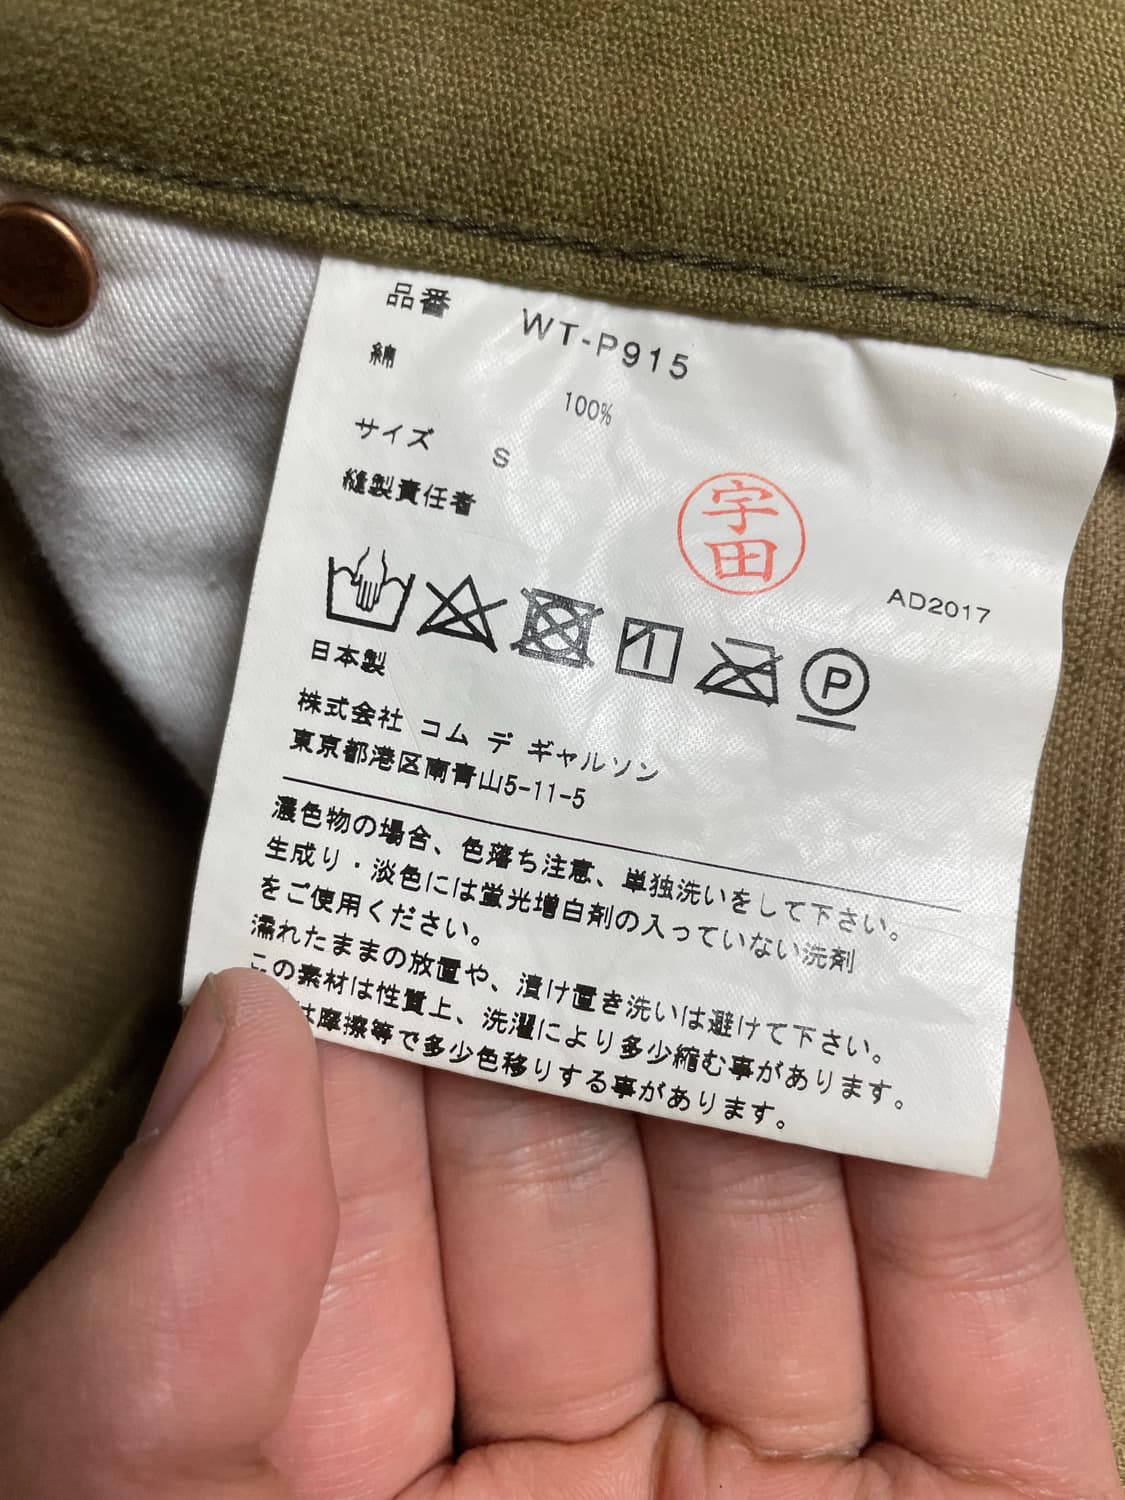 品番 WT-P915
綿 100%
サイズ S
縫製責任者
宇田
AD2017
P
日本製
株式会社 コム デ ギャルソン
東京都港区南青山5-11-5
濃色物の場合、色落ち注意、単独洗いをして下さい。
生成り・淡色には蛍光増白剤の入っていない洗剤
をご使用ください。
濡れたままの放置や、漬け置き洗いは避けて下さい。
この素材は性質上、洗濯により多少縮む事があります。
は摩擦等で多少色移りする事があります。